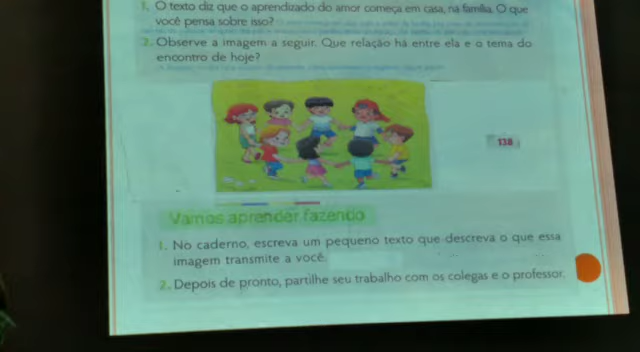 1. O texto diz que o aprendizado do amor começa em casa, na família. O que
você pensa sobre isso?
2. Observe a imagem a seguir. Que relação há entre ela e o tema do
encontro de hoje?
138
Vamos aprender fazendo
1. No caderno, escreva um pequeno texto que descreva o que essa
imagem transmite a você.
2. Depois de pronto, partilhe seu trabalho com os colegas e o professor.